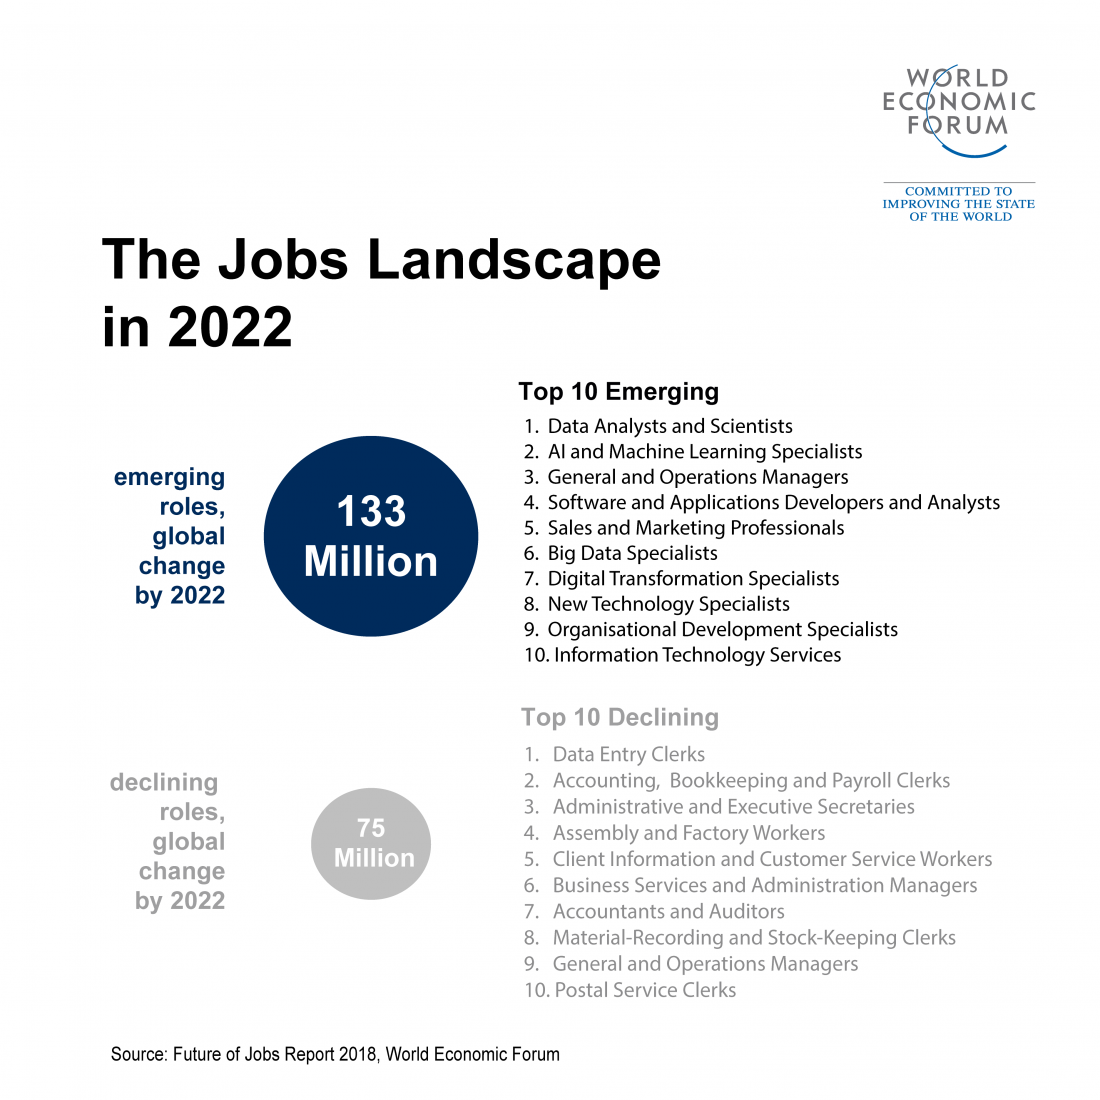 WORLD
ECONOMIC
FORUM
COMMITTED TO
IMPROVING THE STATE
OF THE WORLD
The Jobs Landscape
in 2022
emerging
roles,
global
change
by 2022
133
Million
Top 10 Emerging
1. Data Analysts and Scientists
2. AI and Machine Learning Specialists
3. General and Operations Managers
4. Software and Applications Developers and Analysts
5. Sales and Marketing Professionals
6. Big Data Specialists
7. Digital Transformation Specialists
8. New Technology Specialists
9. Organisational Development Specialists
10. Information Technology Services
declining
roles,
global
change
by 2022
75
Million
Top 10 Declining
1. Data Entry Clerks
2. Accounting, Bookkeeping and Payroll Clerks
3. Administrative and Executive Secretaries
4. Assembly and Factory Workers
5. Client Information and Customer Service Workers
6. Business Services and Administration Managers
7. Accountants and Auditors
8. Material-Recording and Stock-Keeping Clerks
9. General and Operations Managers
10. Postal Service Clerks
Source: Future of Jobs Report 2018, World Economic Forum